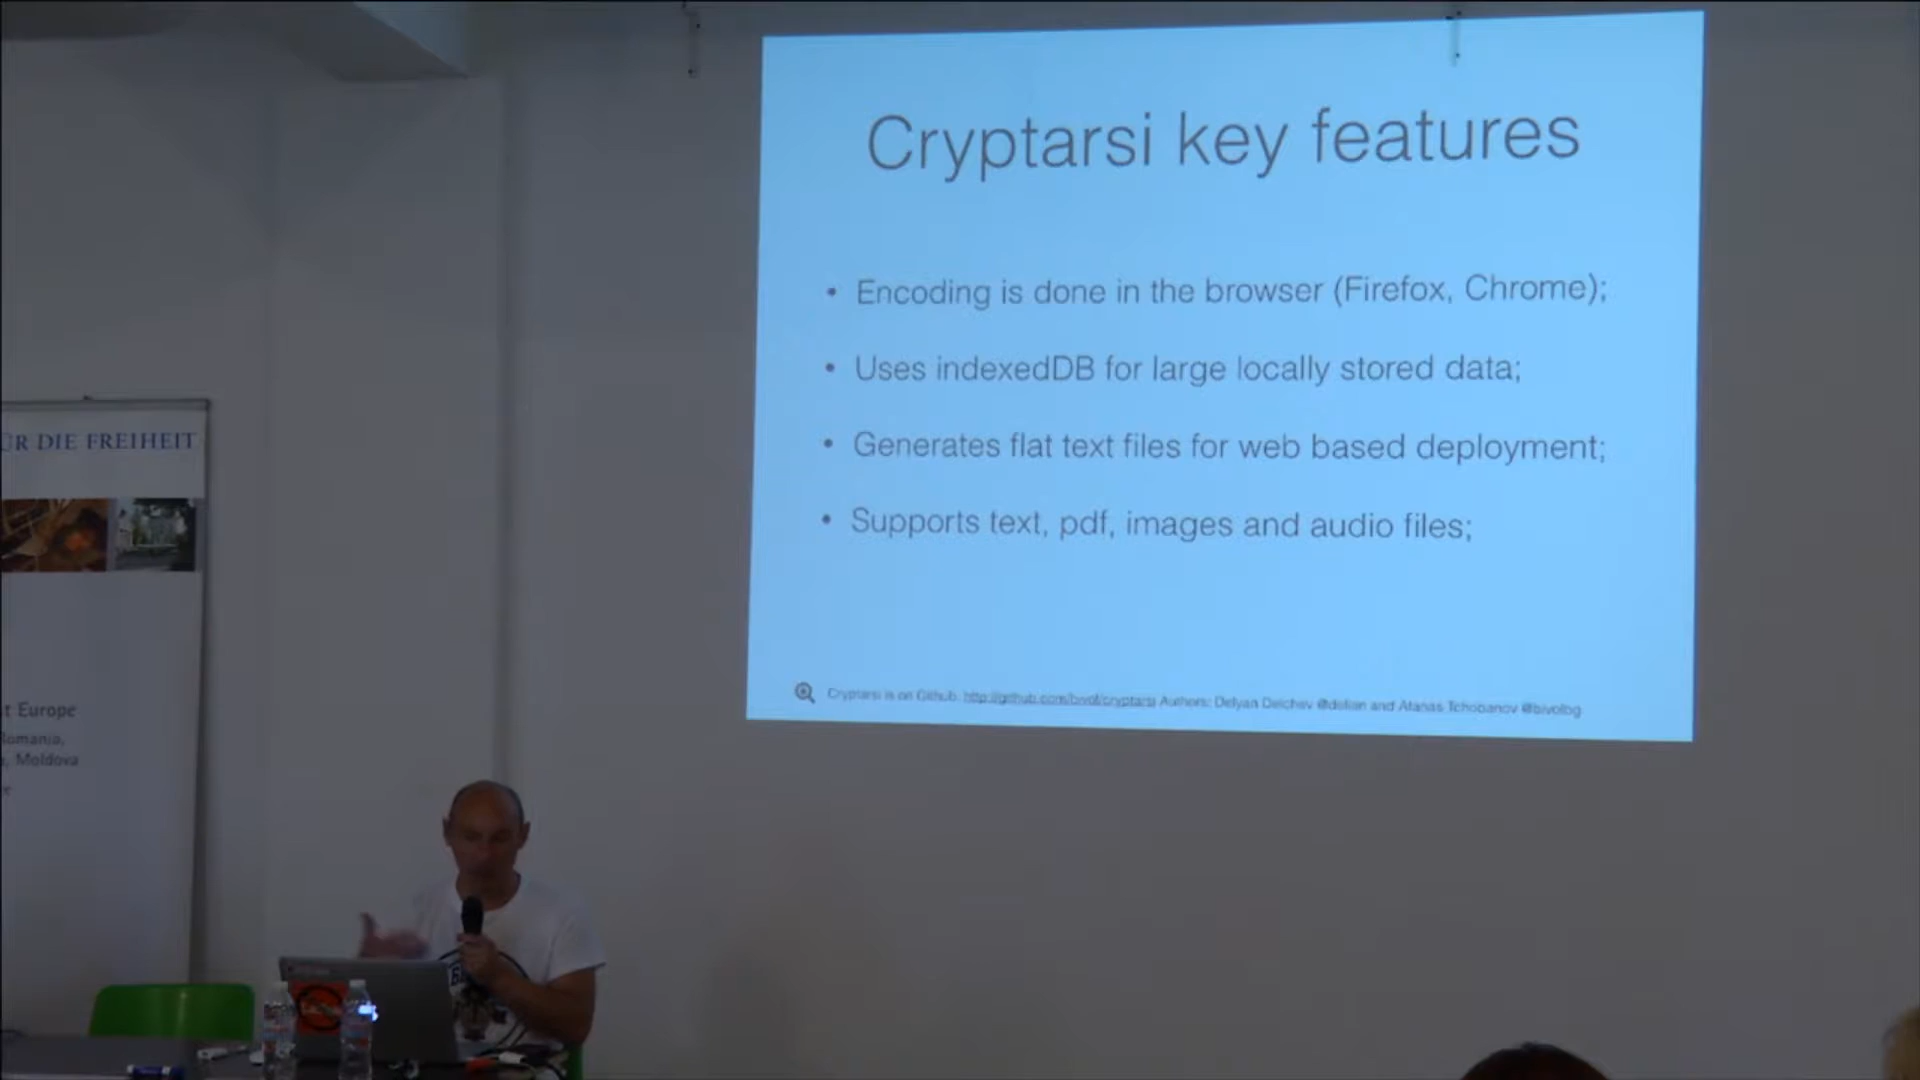 Cryptarsi key features
• Encoding is done in the browser (Firefox, Chrome);
• Uses indexedDB for large locally stored data;
• Generates flat text files for web based deployment;
• Supports text, pdf, images and audio files;
Cryptarsi is on Github: http://github.com/bivol/cryptarsi Authors: Delyan Delchev @delian and Atanas Tchobanov @bivolbg
ÜR DIE FREIHEIT
t Europe
Romania,
, Moldova